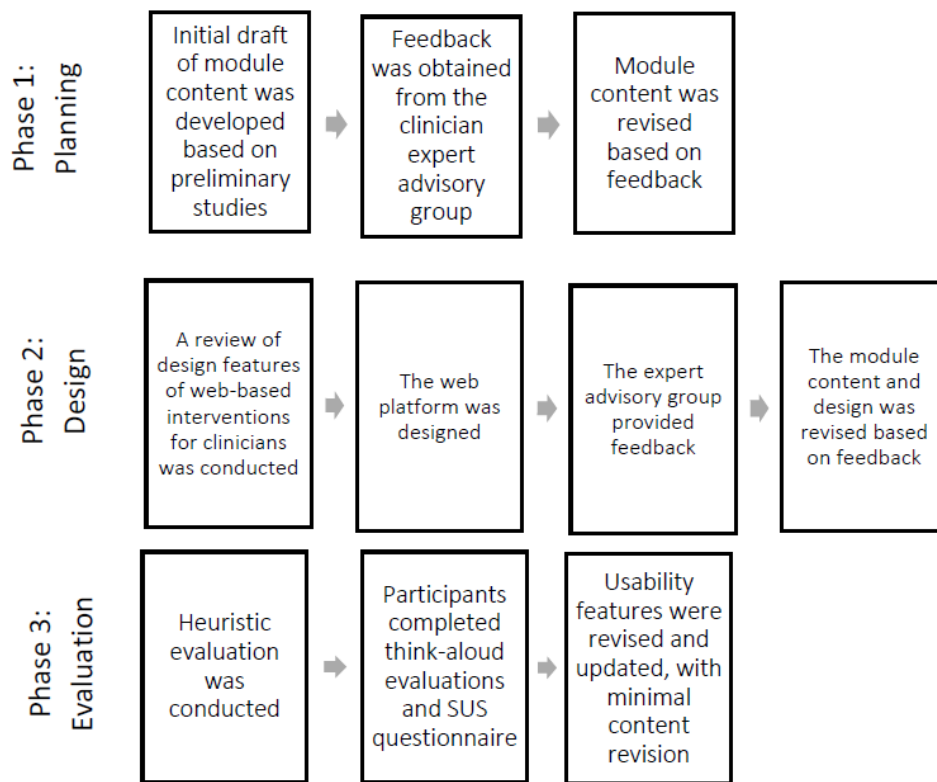 Phase 1:
Planning
Initial draft
of module
content was
developed
based on
preliminary
studies
Feedback
was obtained
from the
clinician
expert
advisory
group
Module
content was
revised
based on
feedback
Phase 2:
Design
A review of
design features
of web-based
interventions
for clinicians
was conducted
The web
platform was
designed
The expert
advisory group
provided
feedback
The module
content and
design was
revised based
on feedback
Phase 3:
Evaluation
Heuristic
evaluation
was
conducted
Participants
completed
think-aloud
evaluations
and SUS
questionnaire
Usability
features were
revised and
updated, with
minimal
content
revision